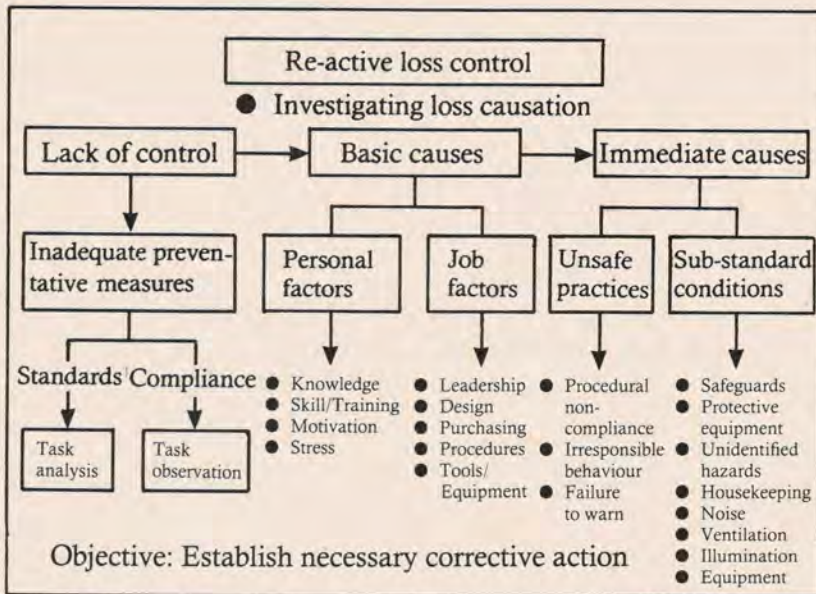 Re-active loss control
● Investigating loss causation
Lack of control
Basic causes
Immediate causes
Inadequate preven-
tative measures
Personal
factors
Job
factors
Unsafe
practices
Sub-standard
conditions
Standards
Compliance
Task
analysis
Task
observation
● Knowledge
● Skill/Training
● Motivation
● Stress
● Leadership
● Design
● Purchasing
● Procedures
● Tools/
Equipment
● Procedural
non-
compliance
● Irresponsible
behaviour
● Failure
to warn
● Safeguards
● Protective
equipment
● Unidentified
hazards
● Housekeeping
● Noise
● Ventilation
● Illumination
● Equipment
Objective: Establish necessary corrective action